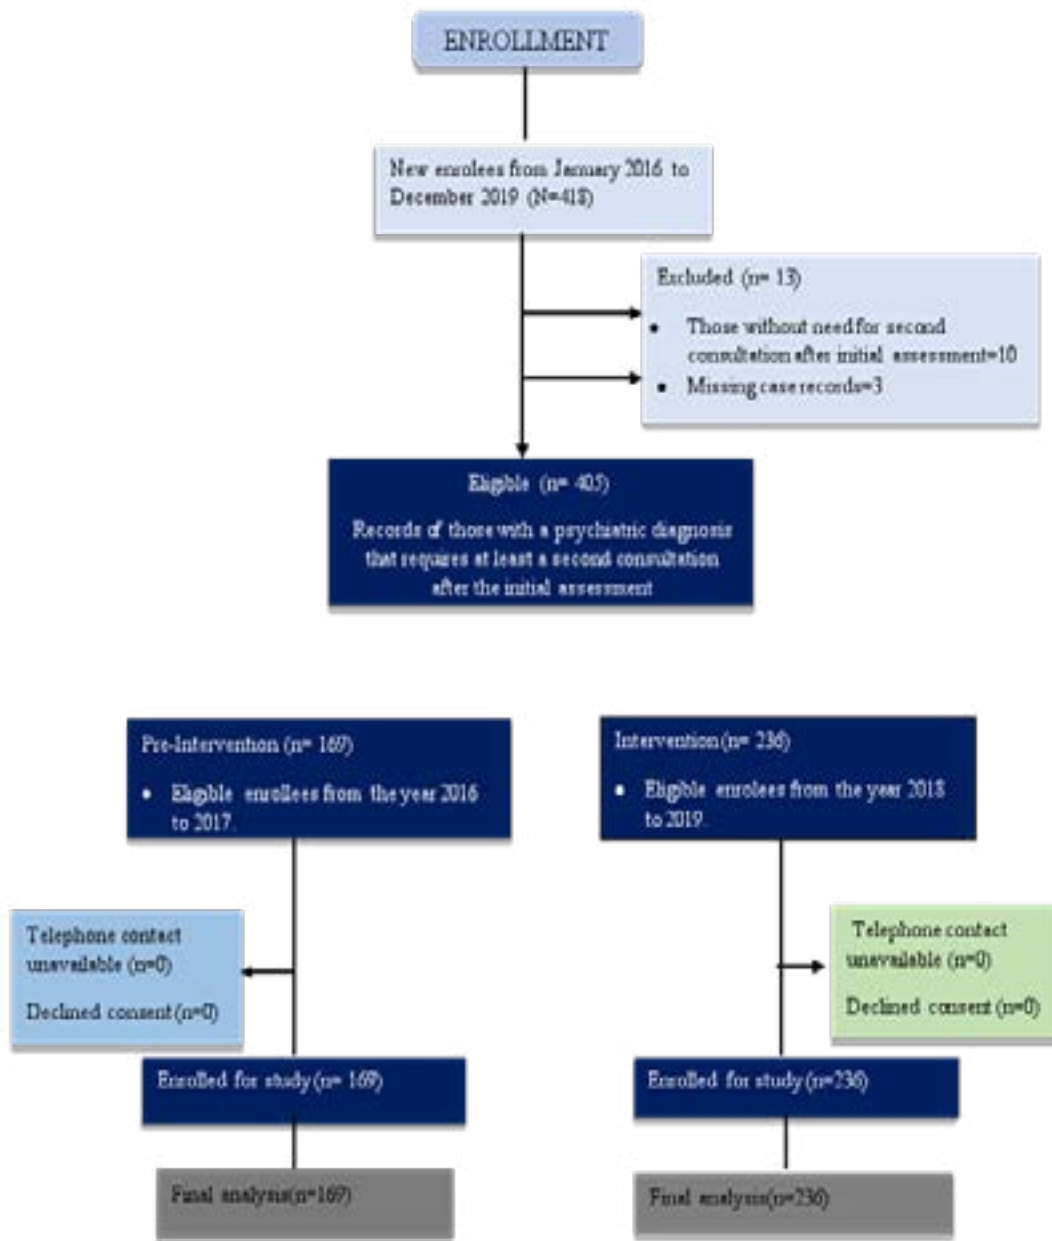 ENROLLMENT
New enrolees from January 2016 to
December 2019 (N=418)
Excluded (n= 13)
• Those without need for second
consultation after initial assessment=10
• Missing case records=3
Eligible (n= 405)
Records of those with a psychiatric diagnosis
that requires at least a second consultation
after the initial assessment
Pre-Intervention (n= 169)
• Eligible enrollees from the year 2016
to 2017.
Intervention (n= 236)
• Eligible enrolees from the year 2018
to 2019.
Telephone contact
unavailable (n=0)
Declined consent (n=0)
Telephone contact
unavailable (n=0)
Declined consent (n=0)
Enrolled for study (n= 169)
Enrolled for study (n=236)
Final analysis(n=169)
Final analysis(n=236)